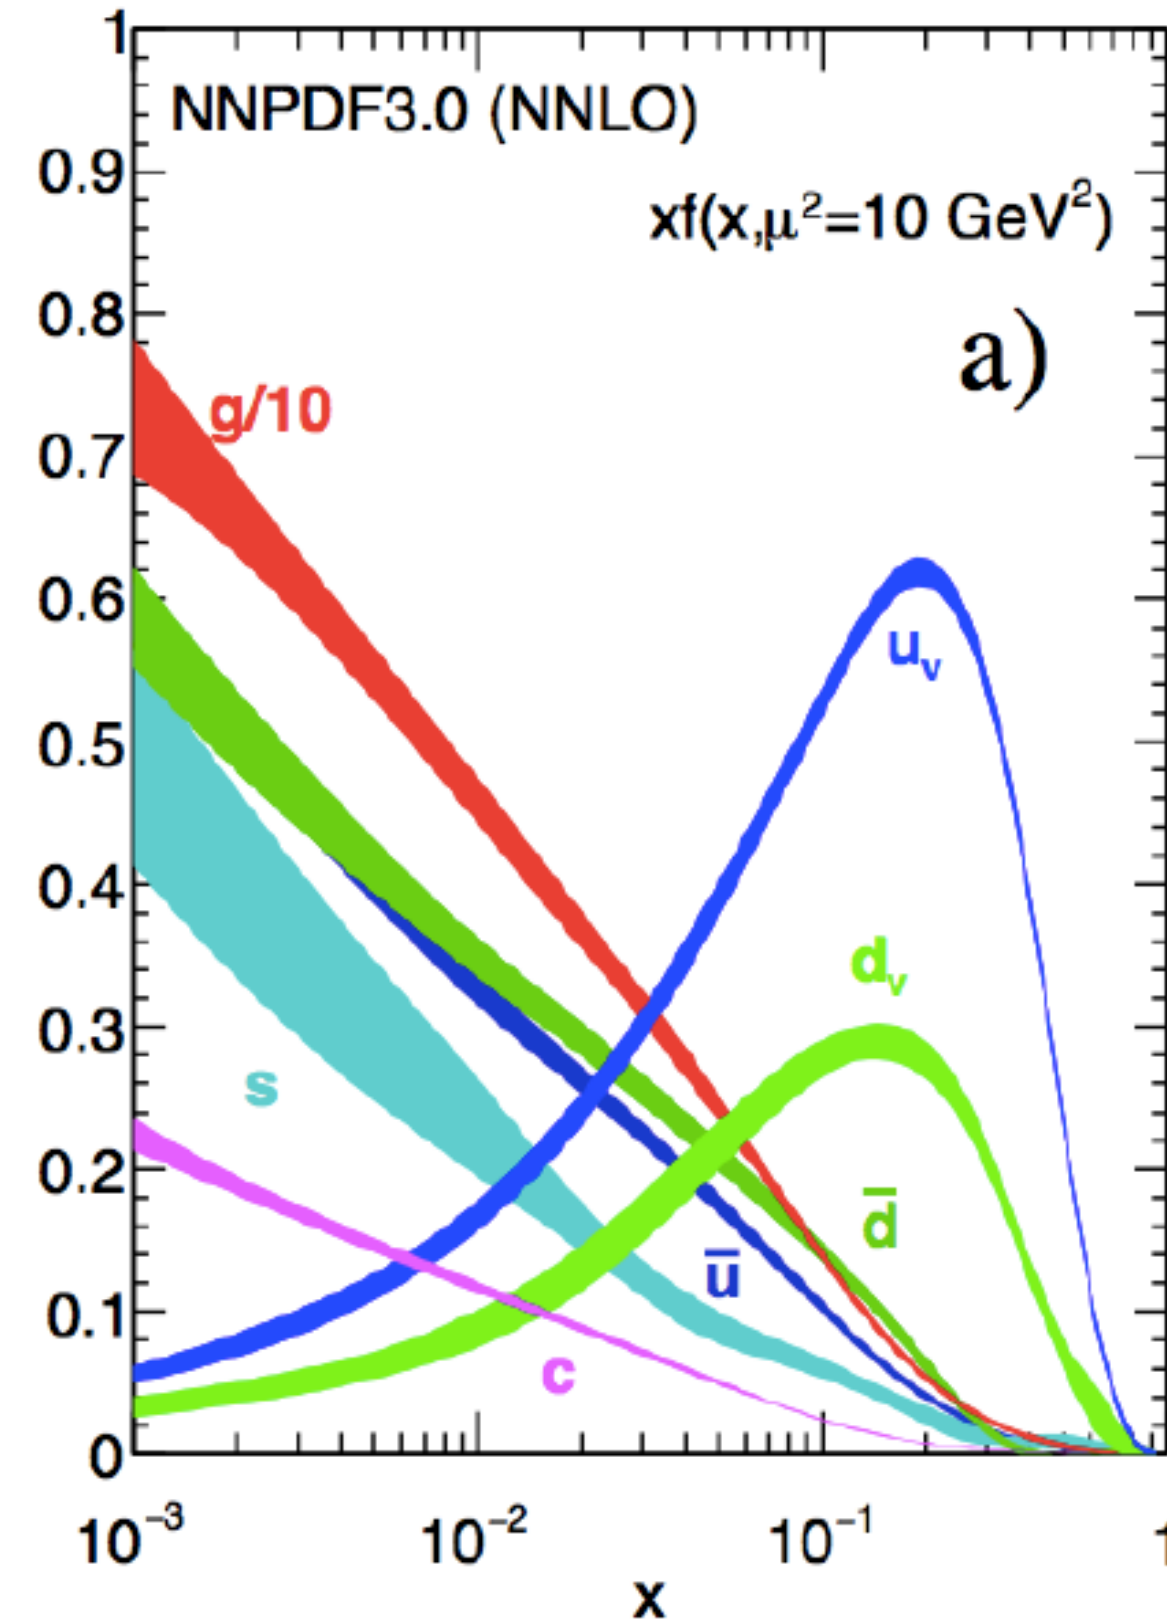 1
NNPDF3.0 (NNLO)
0.9
xf(x,μ²=10 GeV²)
0.8
a)
g/10
0.7
0.6
u_v
0.5
0.4
d_v
0.3
s
d̄
0.2
ū
0.1
c
0
10⁻³ 10⁻² 10⁻¹ 1
x